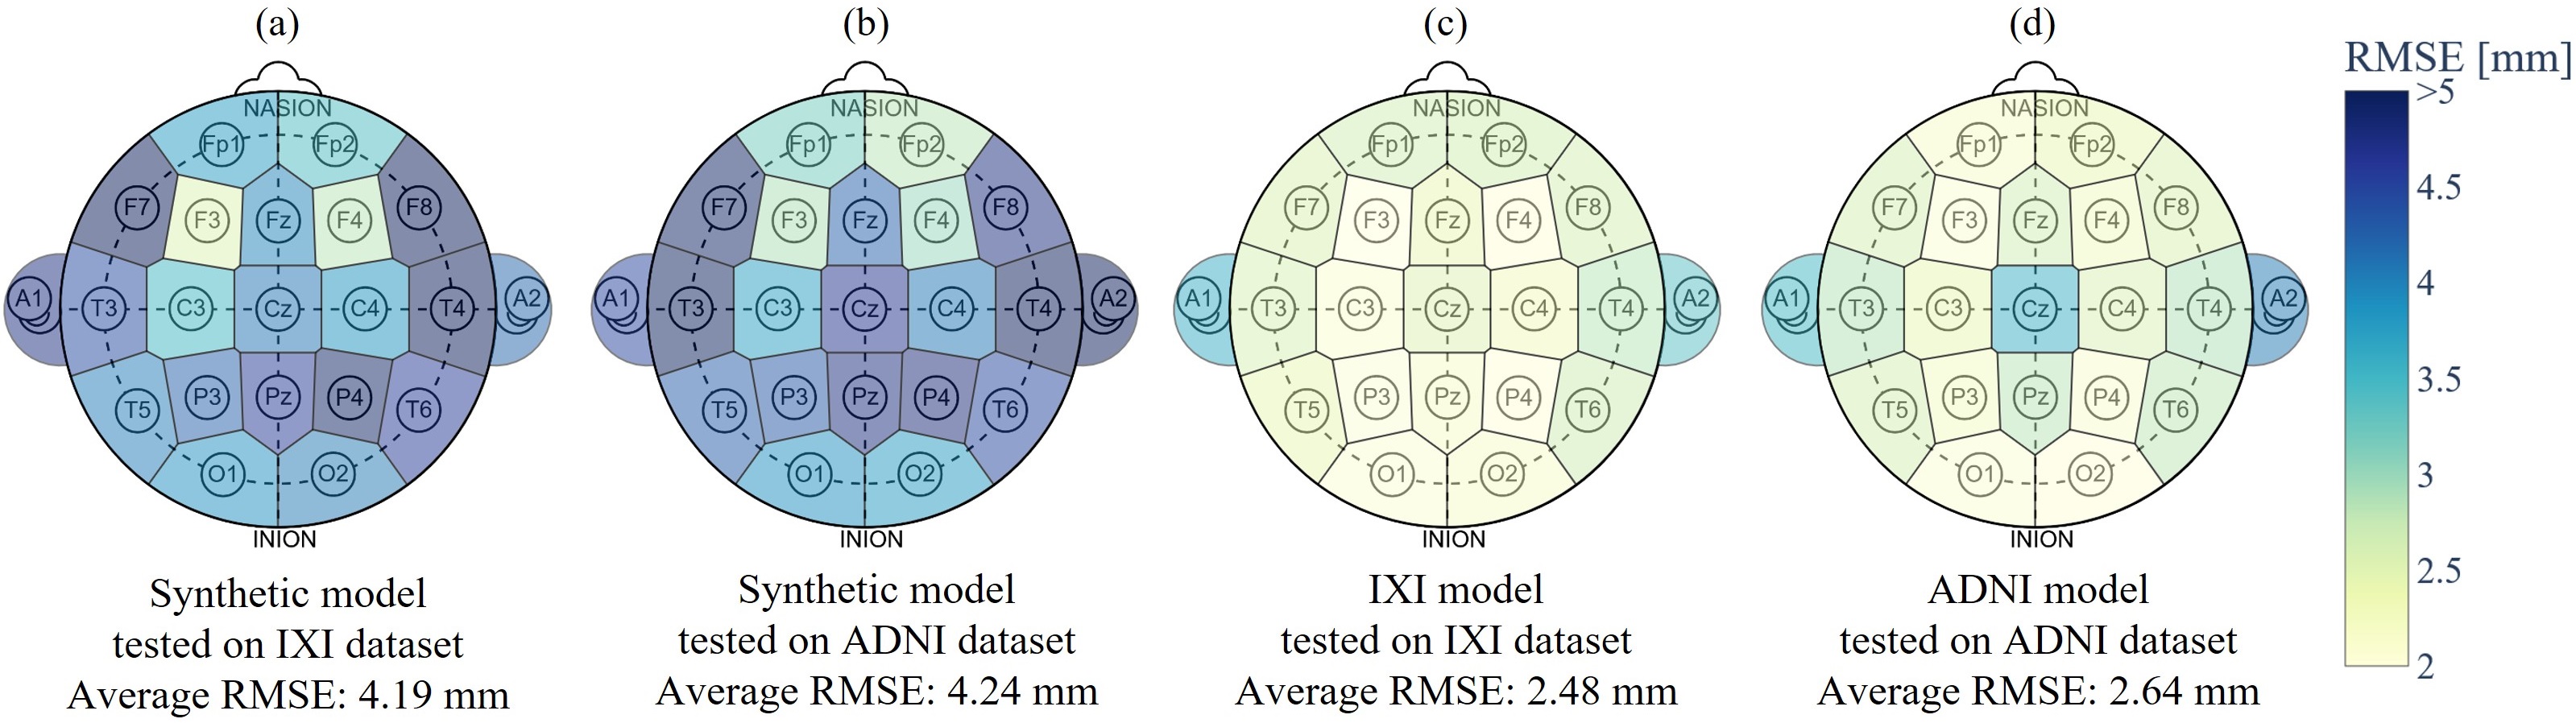 (a)
NASION
Fp1 Fp2
F7 F3 Fz F4 F8
A1 T3 C3 Cz C4 T4 A2
T5 P3 Pz P4 T6
O1 O2
INION
Synthetic model
tested on IXI dataset
Average RMSE: 4.19 mm
(b)
NASION
Fp1 Fp2
F7 F3 Fz F4 F8
A1 T3 C3 Cz C4 T4 A2
T5 P3 Pz P4 T6
O1 O2
INION
Synthetic model
tested on ADNI dataset
Average RMSE: 4.24 mm
(c)
NASION
Fp1 Fp2
F7 F3 Fz F4 F8
A1 T3 C3 Cz C4 T4 A2
T5 P3 Pz P4 T6
O1 O2
INION
IXI model
tested on IXI dataset
Average RMSE: 2.48 mm
(d)
NASION
Fp1 Fp2
F7 F3 Fz F4 F8
A1 T3 C3 Cz C4 T4 A2
T5 P3 Pz P4 T6
O1 O2
INION
ADNI model
tested on ADNI dataset
Average RMSE: 2.64 mm
RMSE [mm]
>5
4.5
4
3.5
3
2.5
2